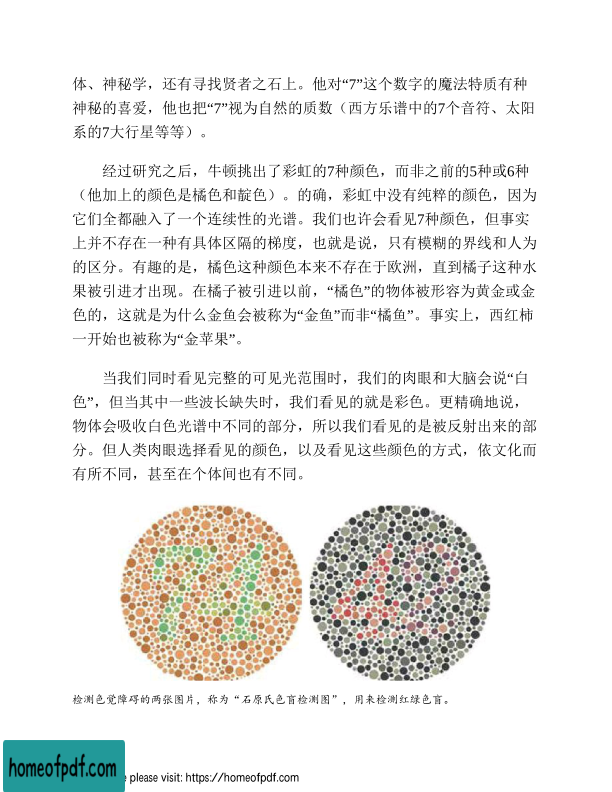 体、神秘学，还有寻找贤者之石上。他对“7”这个数字的魔法特质有种
神秘的喜爱，他也把“7”视为自然的质数（西方乐谱中的7个音符、太阳
系的7大行星等等）。
经过研究之后，牛顿挑出了彩虹的7种颜色，而非之前的5种或6种
（他加上的颜色是橘色和靛色）。的确，彩虹中没有纯粹的颜色，因为
它们全都融入了一个连续性的光谱。我们也许会看见7种颜色，但事实
上并不存在一种有具体区隔的梯度，也就是说，只有模糊的界线和人为
的区分。有趣的是，橘色这种颜色本来不存在于欧洲，直到橘子这种水
果被引进才出现。在橘子被引进以前，“橘色”的物体被形容为黄金或金
色的，这就是为什么金鱼会被称为“金鱼”而非“橘鱼”。事实上，西红柿
一开始也被称为“金苹果”。
当我们同时看见完整的可见光范围时，我们的肉眼和大脑会说“白
色”，但当其中一些波长缺失时，我们看见的就是彩色。更精确地说，
物体会吸收白色光谱中不同的部分，所以我们看见的是被反射出来的部
分。但人类肉眼选择看见的颜色，以及看见这些颜色的方式，依文化而
有所不同，甚至在个体间也有不同。
74 42
检测色觉障碍的两张图片，称为“石原氏色盲检测图”，用来检测红绿色盲。
homeofpdf.com
e please visit: https://homeofpdf.com